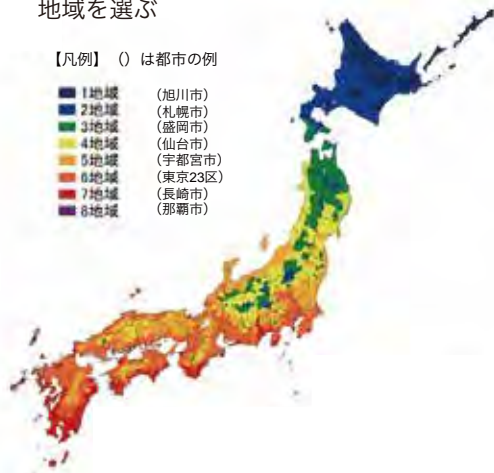 地域を選ぶ
【凡例】（）は都市の例
1地域 （旭川市）
2地域 （札幌市）
3地域 （盛岡市）
4地域 （仙台市）
5地域 （宇都宮市）
6地域 （東京23区）
7地域 （長崎市）
8地域 （那覇市）